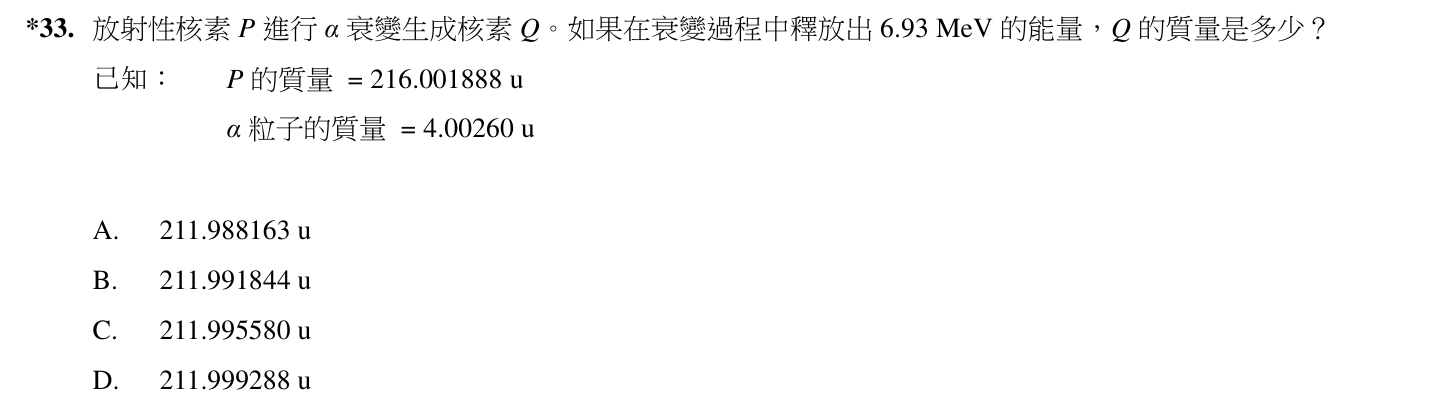 *33. 放射性核素 P 進行 α 衰變生成核素 Q。如果在衰變過程中釋放出 6.93 MeV 的能量，Q 的質量是多少？
已知： P 的質量 = 216.001888 u
α 粒子的質量 = 4.00260 u
A. 211.988163 u
B. 211.991844 u
C. 211.995580 u
D. 211.999288 u